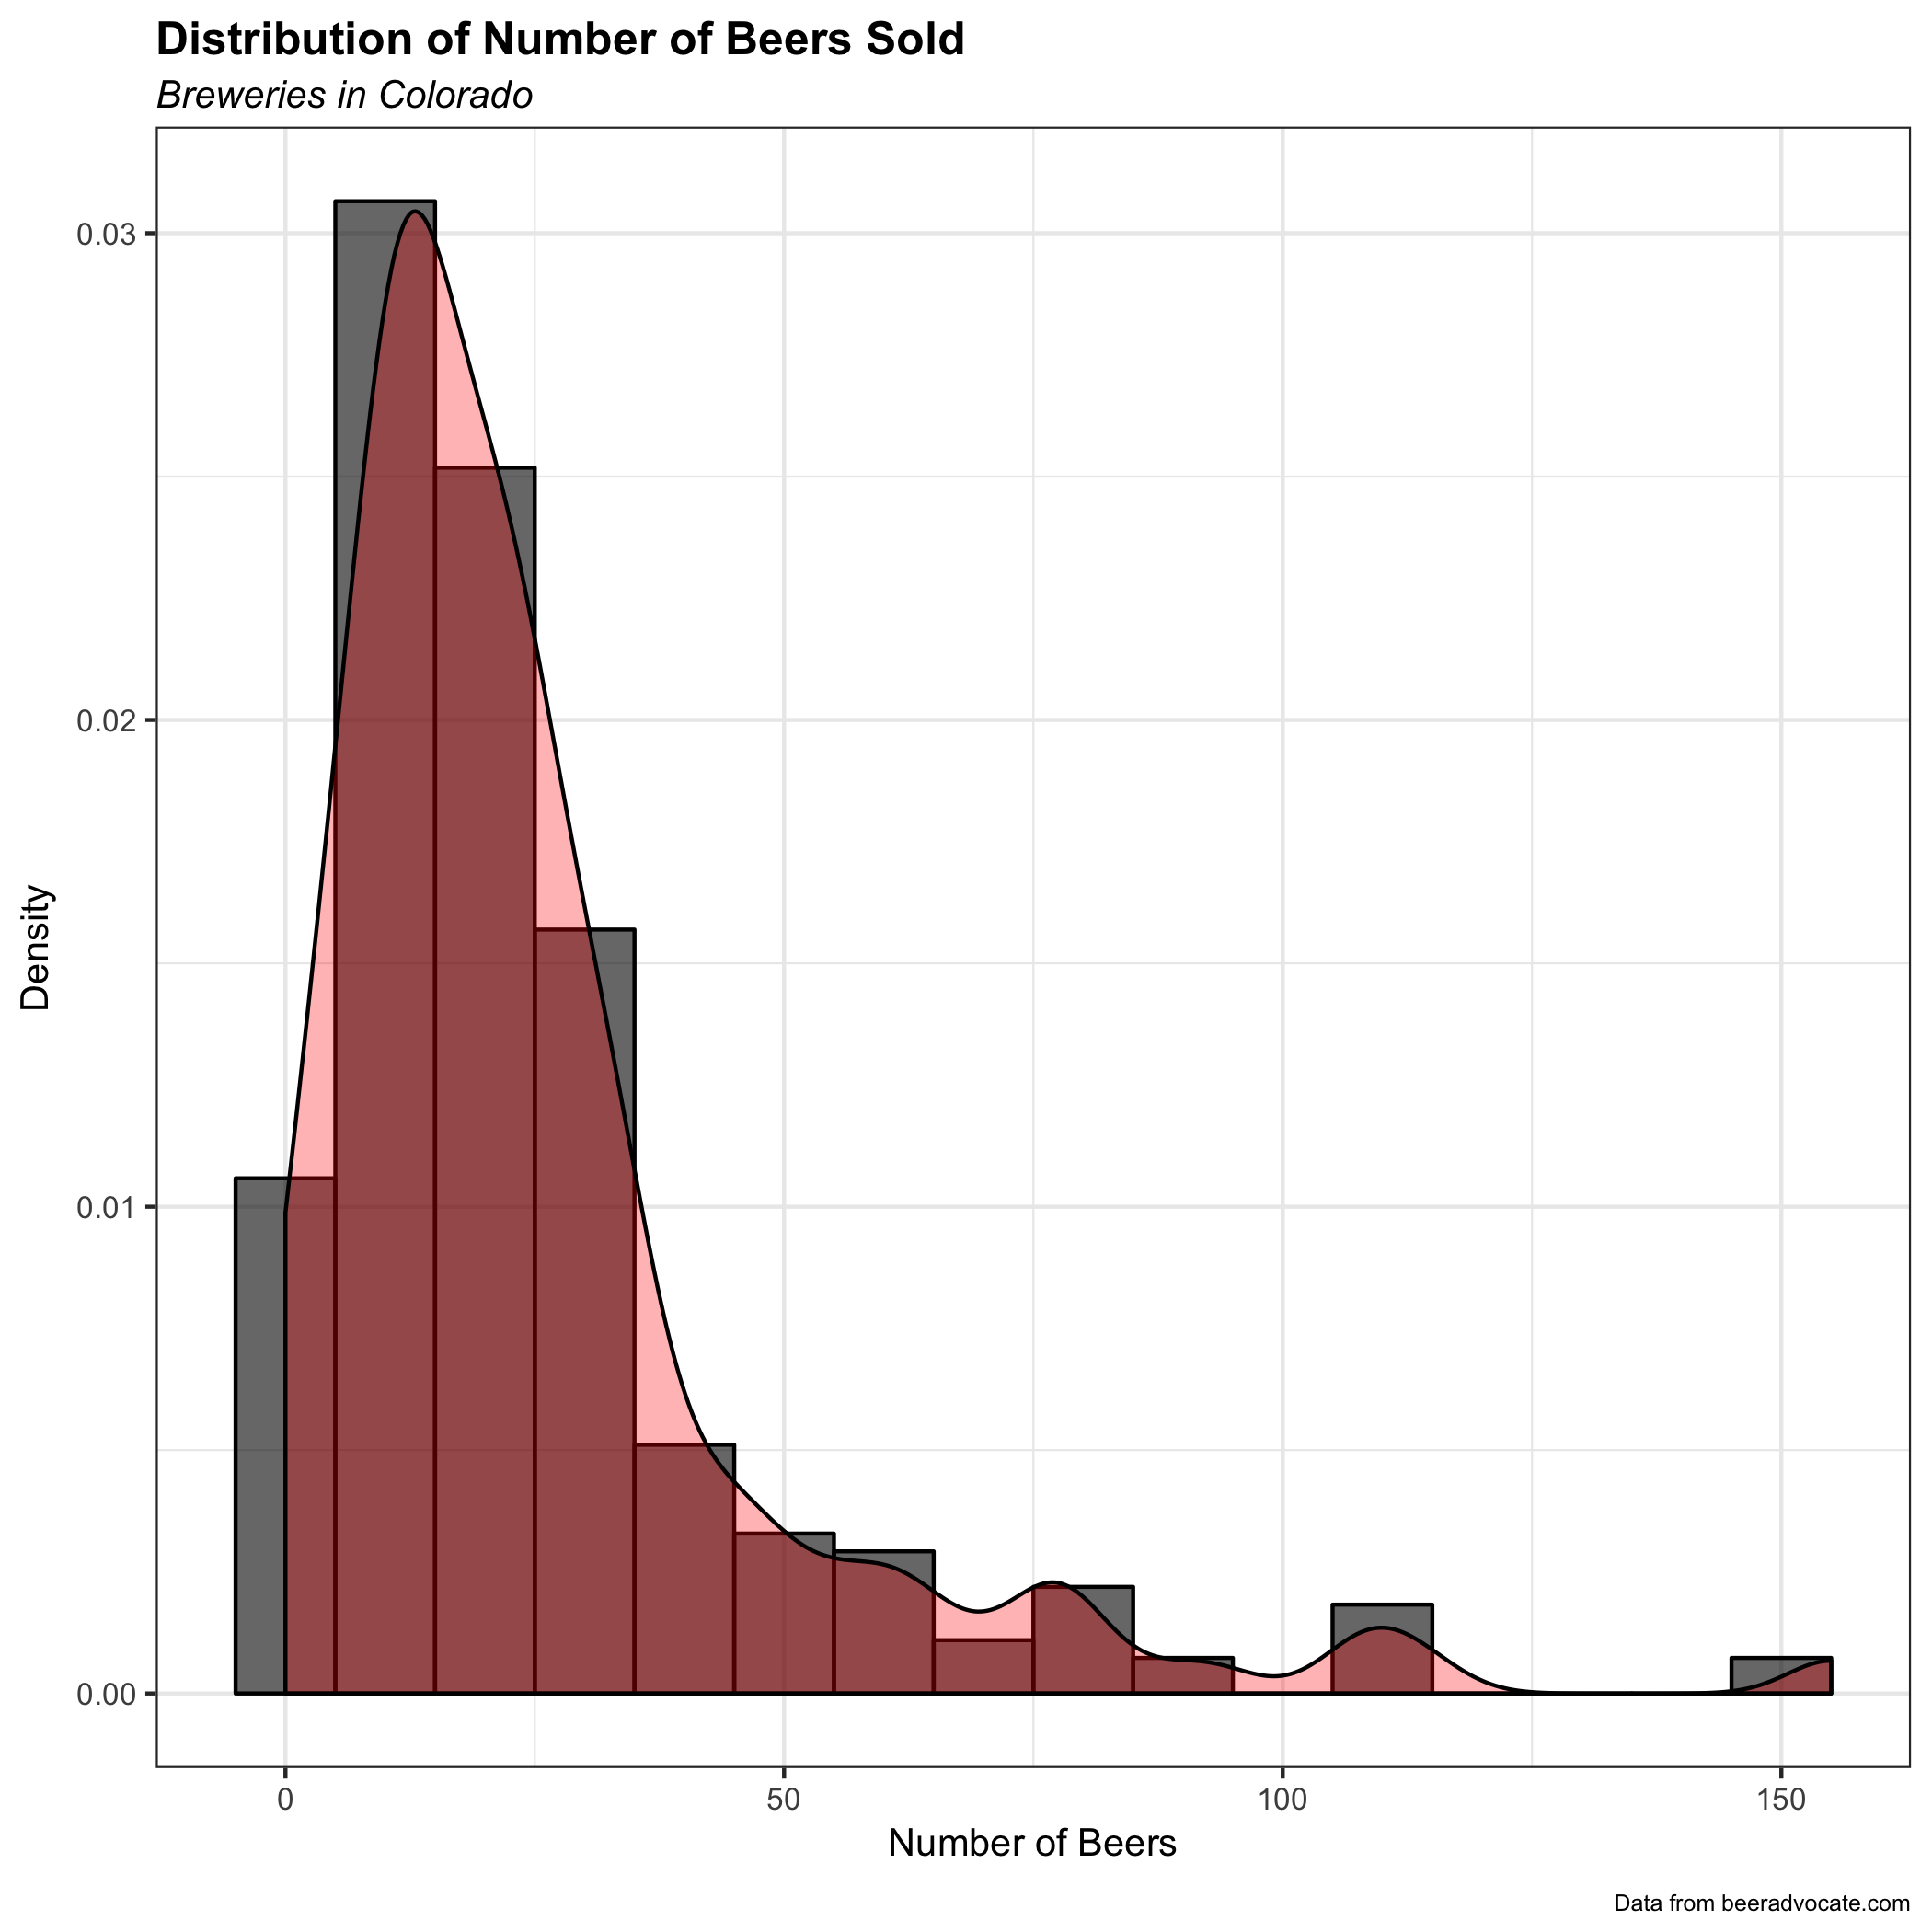 Distribution of Number of Beers Sold
Breweries in Colorado
Density
0.03
0.02
0.01
0.00
0 50 100 150
Number of Beers
Data from beeradvocate.com